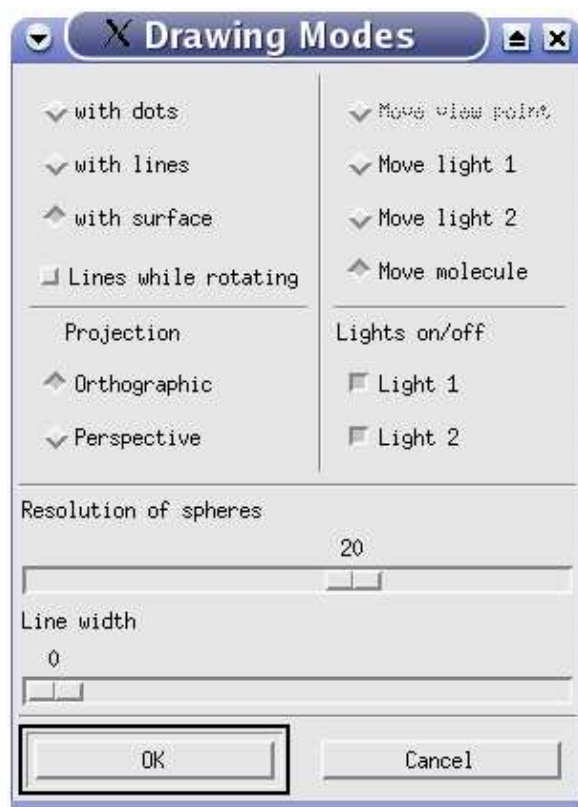 X Drawing Modes
with dots
with lines
with surface
Lines while rotating
Move view point
Move light 1
Move light 2
Move molecule
Projection
Orthographic
Perspective
Lights on/off
Light 1
Light 2
Resolution of spheres
20
Line width
0
OK
Cancel